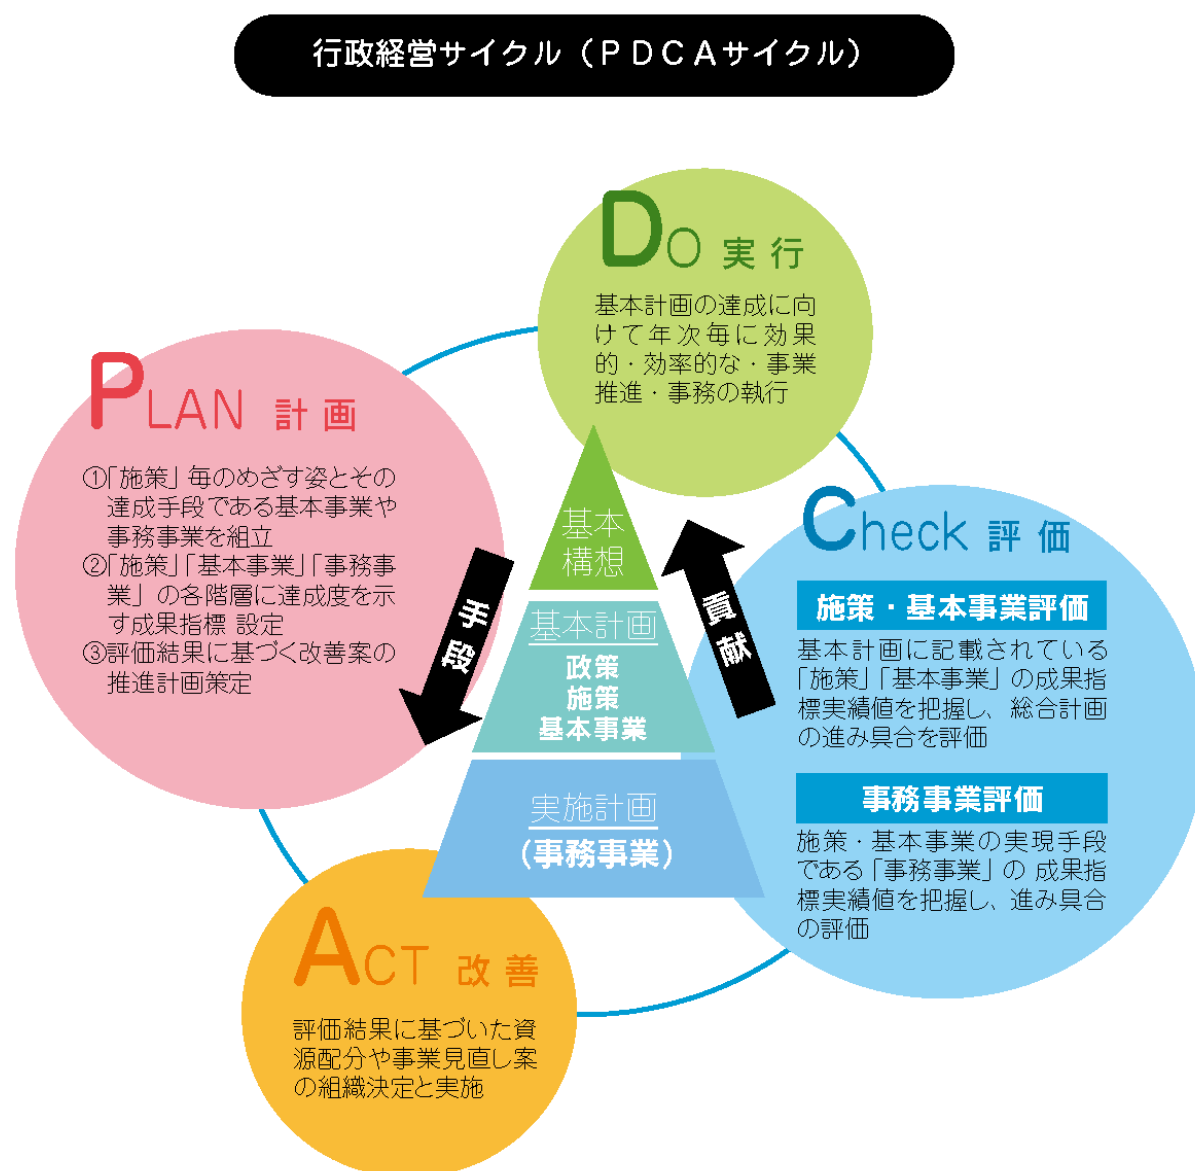 行政経営サイクル（ＰＤＣＡサイクル）
DO 実行
基本計画の達成に向
けて年次毎に効果
的・効率的な・事業
推進・事務の執行
PLAN 計画
①「施策」毎のめざす姿とその
達成手段である基本事業や
事務事業を組立
②「施策」「基本事業」「事務事
業」の各階層に達成度を示
す成果指標 設定
③評価結果に基づく改善案の
推進計画策定
手段
基本
構想
基本計画
政策
施策
基本事業
実施計画
(事務事業)
貢献
Check 評価
施策・基本事業評価
基本計画に記載されている
「施策」「基本事業」の成果指
標実績値を把握し、総合計画
の進み具合を評価
事務事業評価
施策・基本事業の実現手段
である「事務事業」の 成果指
標実績値を把握し、進み具合
の評価
ACT 改善
評価結果に基づいた資
源配分や事業見直し案
の組織決定と実施